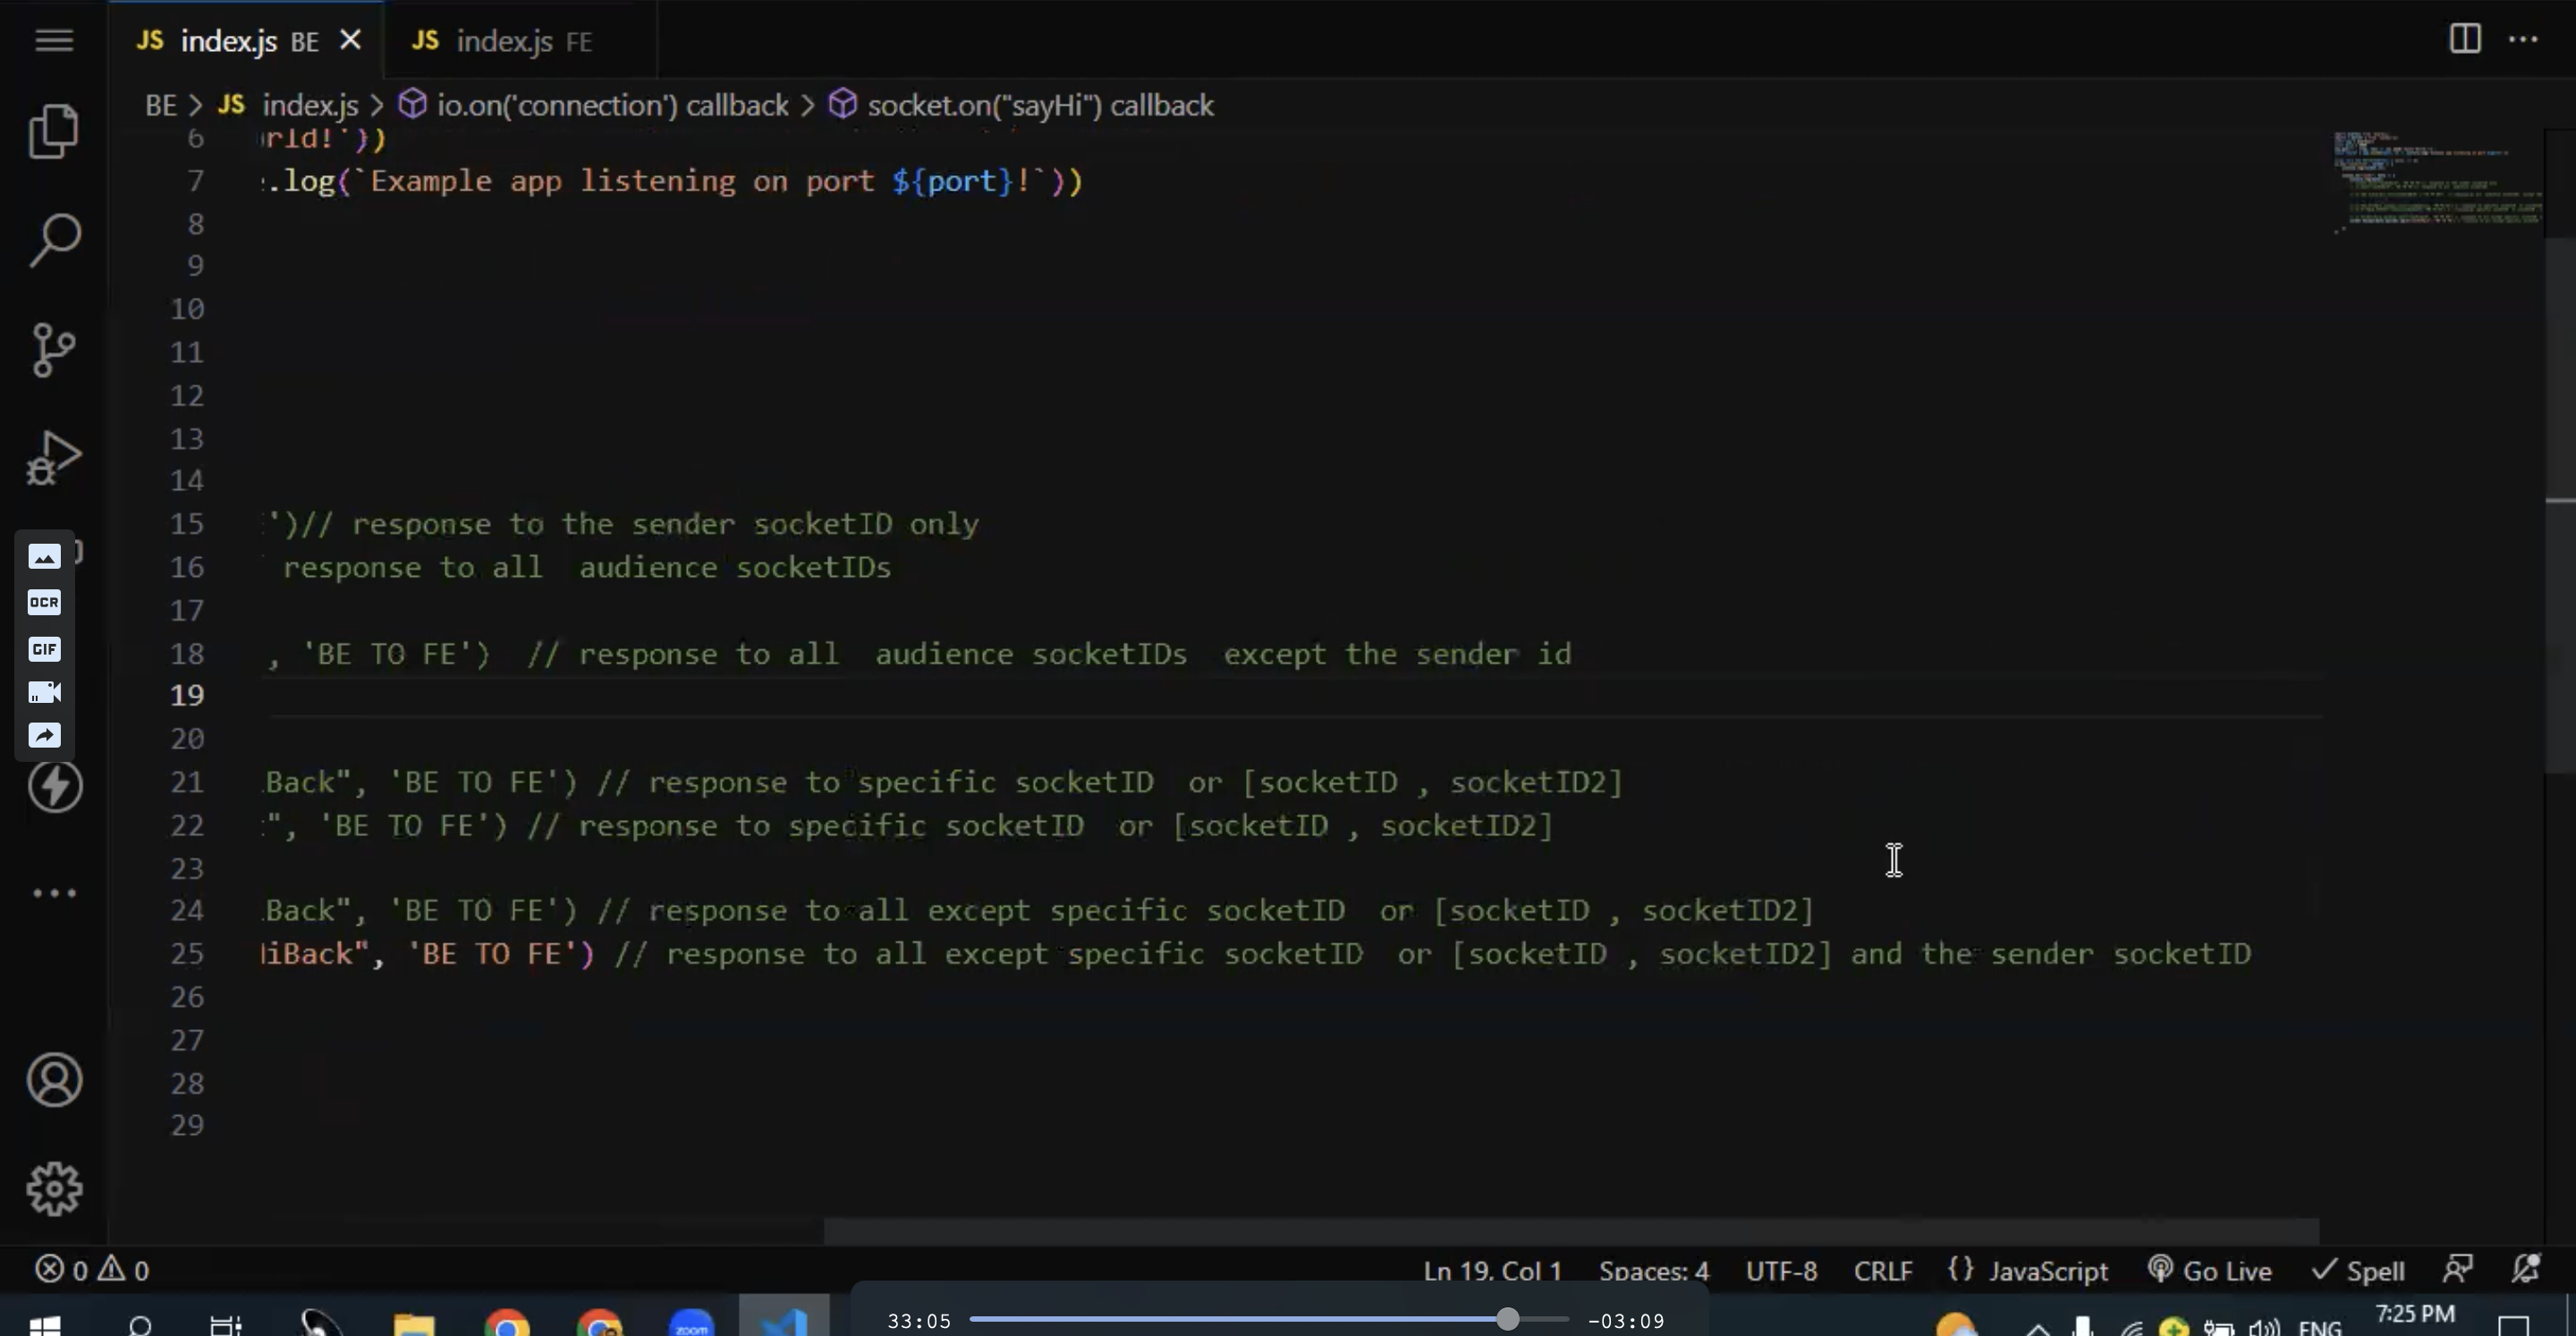 JS index.js BE
JS index.js FE
BE > JS index.js > io.on('connection') callback > socket.on("sayHi") callback
6 rld!`))
7 .log(`Example app listening on port ${port}!`))
8
9
10
11
12
13
14
15 ')// response to the sender socketID only
16 response to all  audience socketIDs
17
18 , 'BE TO FE')  // response to all  audience socketIDs  except the sender id
19
20
21 Back", 'BE TO FE') // response to specific socketID  or [socketID , socketID2]
22 ", 'BE TO FE') // response to specific socketID  or [socketID , socketID2]
23
24 Back", 'BE TO FE') // response to all except specific socketID  or [socketID , socketID2]
25 iBack", 'BE TO FE') // response to all except specific socketID  or [socketID , socketID2] and the sender socketID
26
27
28
29
OCR
GIF
0 0
Ln 19, Col 1 Spaces: 4 UTF-8 CRLF {} JavaScript Go Live Spell
33:05 -03:09
zoom
ENG
7:25 PM